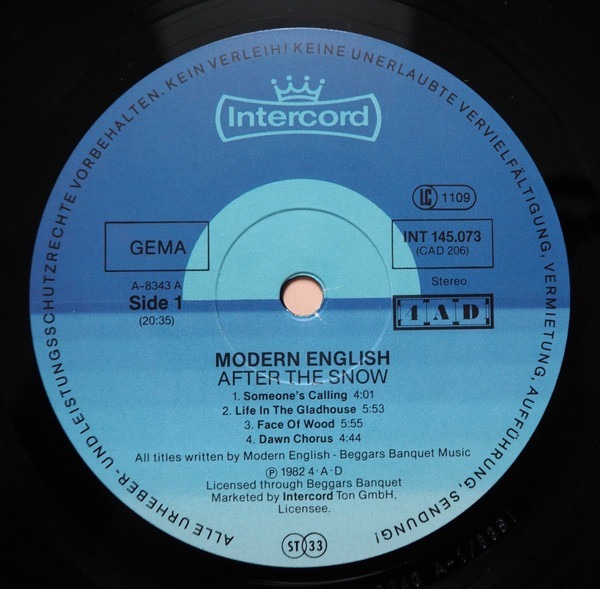 ALLE URHEBER- UND LEISTUNGSSCHUTZRECHTE VORBEHALTEN. KEIN VERLEIH! KEINE UNERLAUBTE VERVIELFÄLTIGUNG, VERMIETUNG, AUFFÜHRUNG, SENDUNG!
Intercord
LC 1109
GEMA
INT 145.073
(CAD 206)
A-8343 A
Side 1
(20:35)
Stereo
4 A D
MODERN ENGLISH
AFTER THE SNOW
1. Someone's Calling 4:01
2. Life In The Gladhouse 5:53
3. Face Of Wood 5:55
4. Dawn Chorus 4:44
All titles written by Modern English - Beggars Banquet Music
Ⓟ 1982 4·A·D
Licensed through Beggars Banquet
Marketed by Intercord Ton GmbH,
Licensee.
ST 33